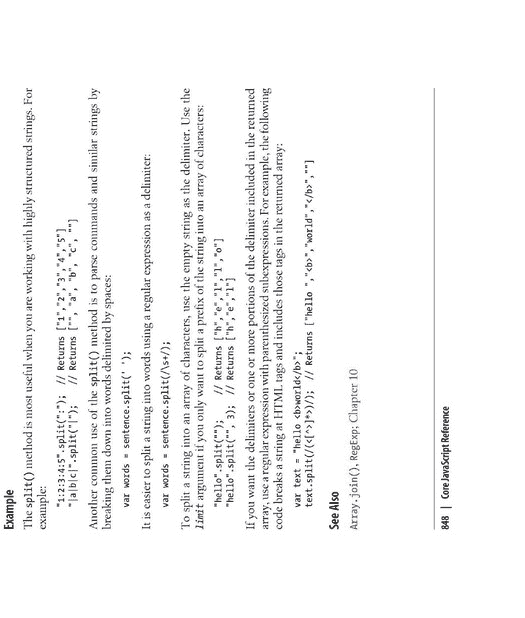 Example
The split() method is most useful when you are working with highly structured strings. For
example:
"1:2:3:4:5".split(":"); // Returns ["1","2","3","4","5"]
"|a|b|c|".split("|"); // Returns ["", "a", "b", "c", ""]
Another common use of the split() method is to parse commands and similar strings by
breaking them down into words delimited by spaces:
var words = sentence.split(' ');
It is easier to split a string into words using a regular expression as a delimiter:
var words = sentence.split(/\s+/);
To split a string into an array of characters, use the empty string as the delimiter. Use the
limit argument if you only want to split a prefix of the string into an array of characters:
"hello".split(""); // Returns ["h","e","l","l","o"]
"hello".split("", 3); // Returns ["h","e","l"]
If you want the delimiters or one or more portions of the delimiter included in the returned
array, use a regular expression with parenthesized subexpressions. For example, the following
code breaks a string at HTML tags and includes those tags in the returned array:
var text = "hello <b>world</b>";
text.split(/(<[^>]*>)/); // Returns ["hello ","<b>","world","</b>",""]
See Also
Array.join(), RegExp; Chapter 10
848 | Core JavaScript Reference